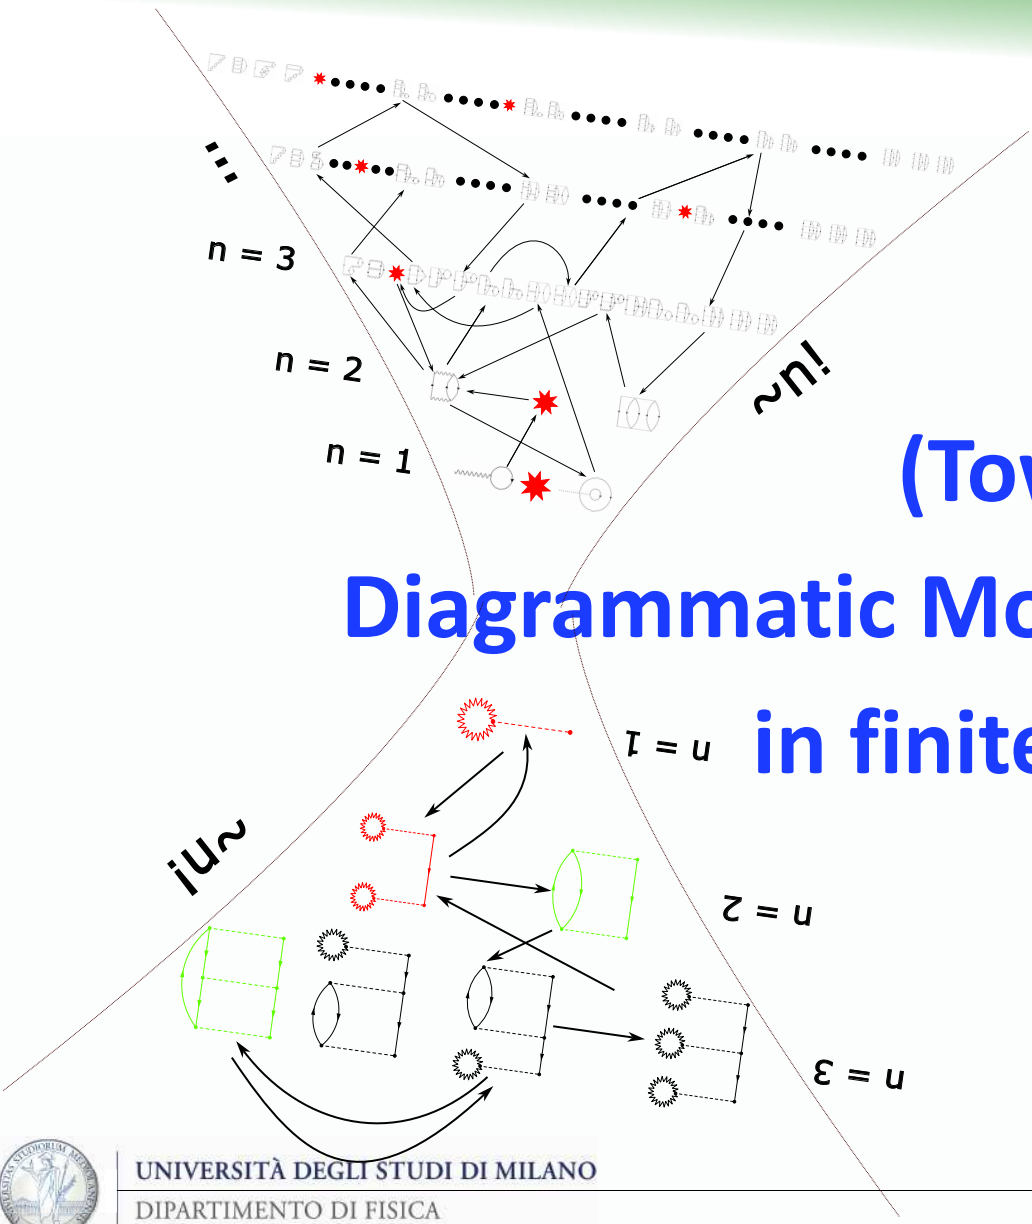 ...
n = 3
n = 2
n = 1
~n!
(Tow
Diagrammatic Mo
in finite
n = 1
~n!
n = 2
n = 3
UNIVERSITÀ DEGLI STUDI DI MILANO
DIPARTIMENTO DI FISICA